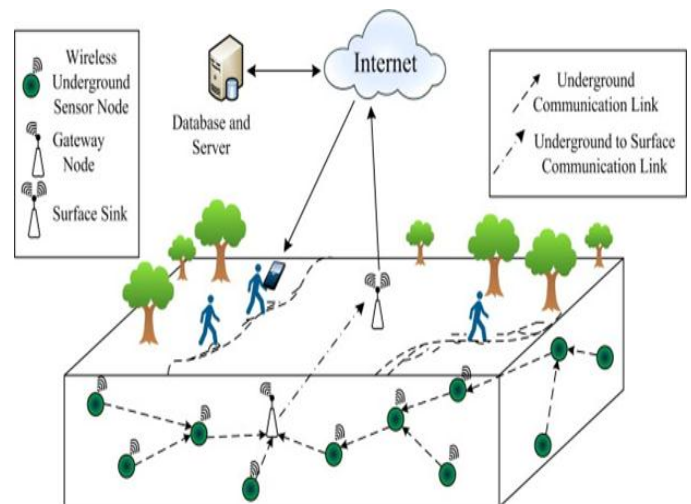 Wireless
Underground
Sensor Node
Gateway
Node
Surface Sink
Database and
Server
Internet
Underground
Communication Link
Underground to Surface
Communication Link